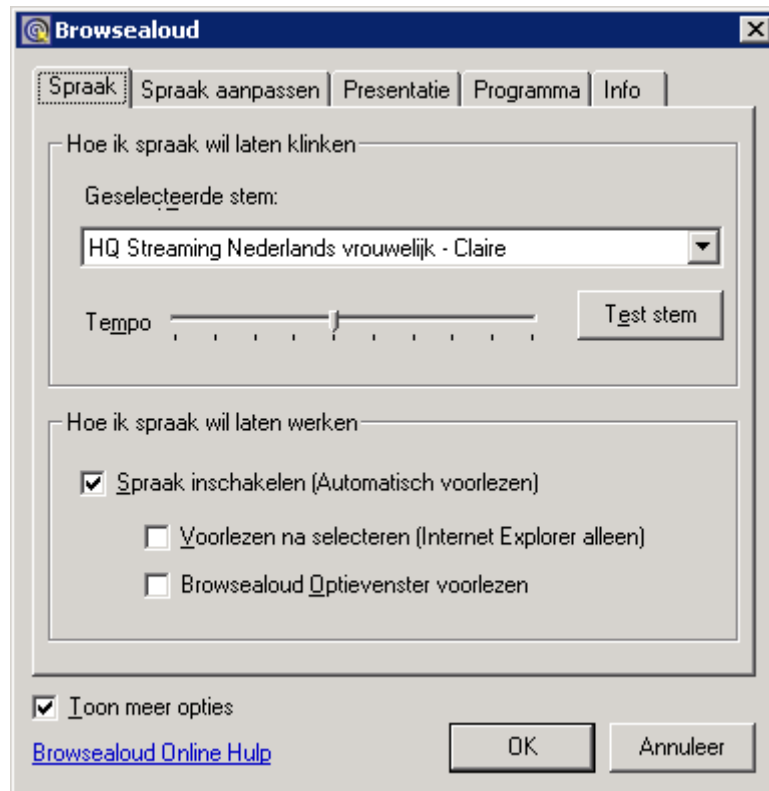 Browsealoud
Spraak Spraak aanpassen Presentatie Programma Info
Hoe ik spraak wil laten klinken
Geselecteerde stem:
HQ Streaming Nederlands vrouwelijk - Claire
Tempo Test stem
Hoe ik spraak wil laten werken
Spraak inschakelen (Automatisch voorlezen)
Voorlezen na selecteren (Internet Explorer alleen)
Browsealoud Optievenster voorlezen
Toon meer opties
Browsealoud Online Hulp OK Annuleer